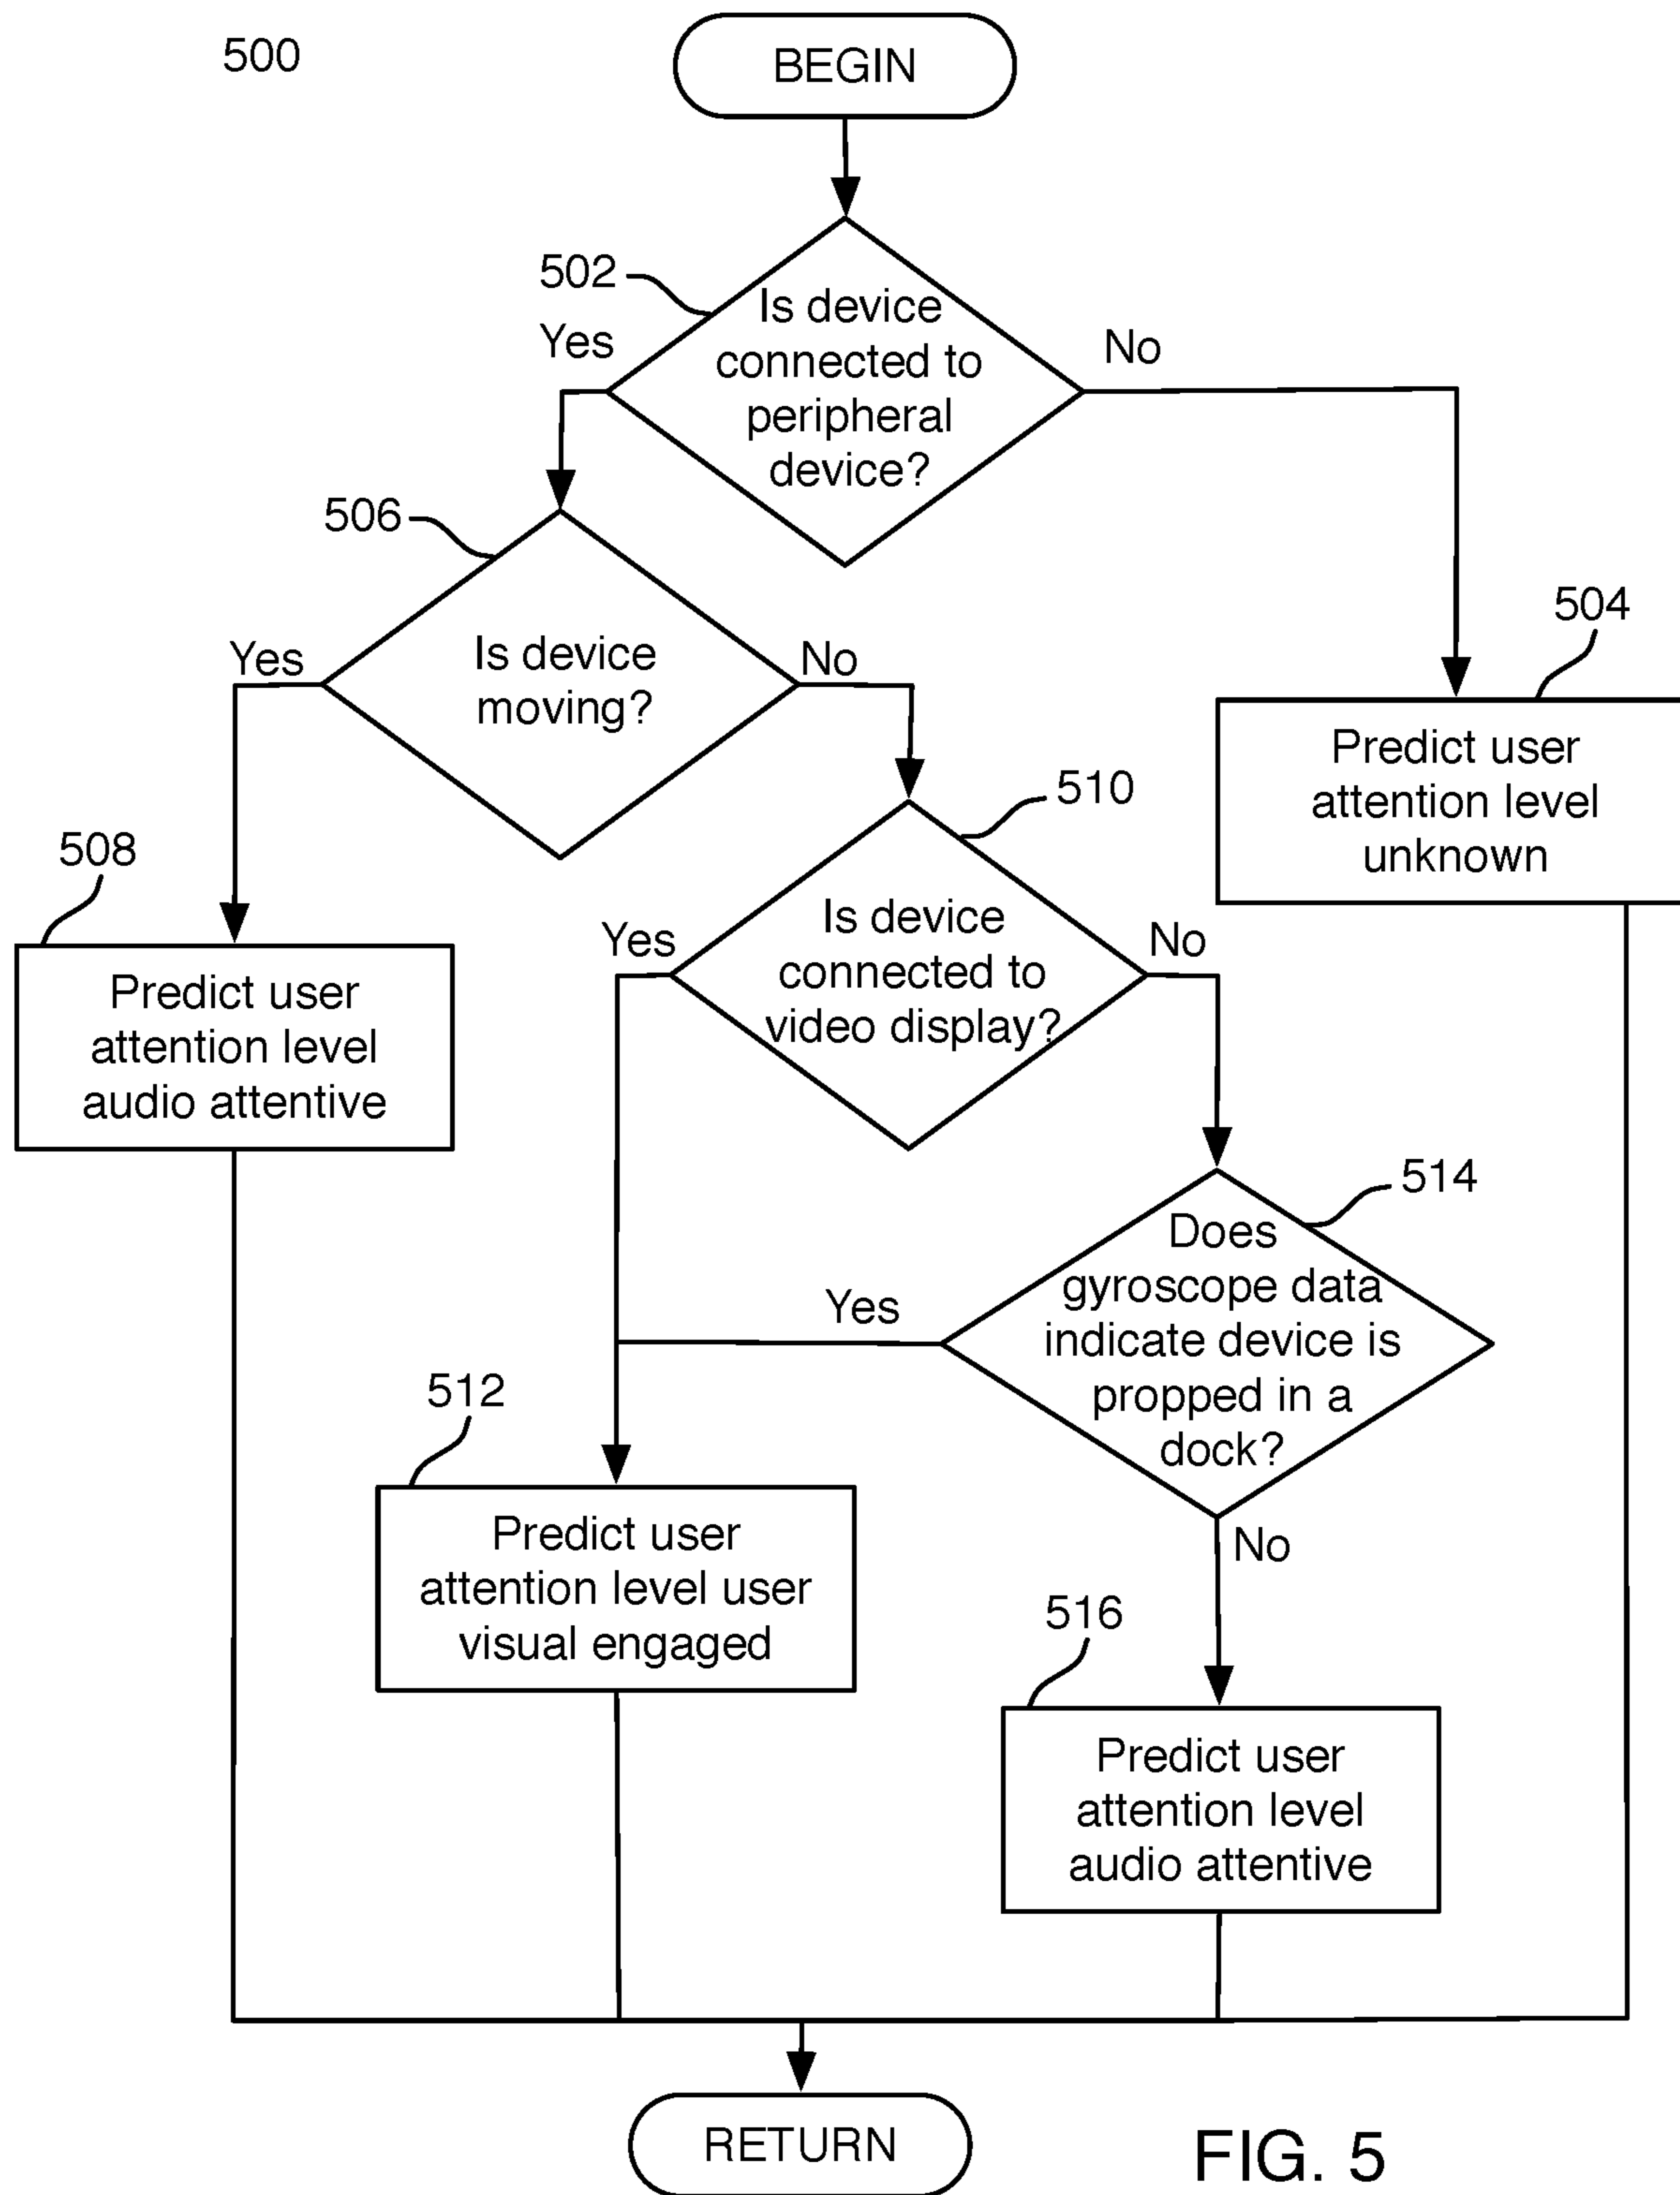 500
BEGIN
502
Is device
connected to
peripheral
device?
Yes
No
506
Is device
moving?
Yes
No
504
Predict user
attention level
unknown
508
Predict user
attention level
audio attentive
510
Is device
connected to
video display?
Yes
No
514
Does
gyroscope data
indicate device is
propped in a
dock?
Yes
No
512
Predict user
attention level user
visual engaged
516
Predict user
attention level
audio attentive
RETURN
FIG. 5